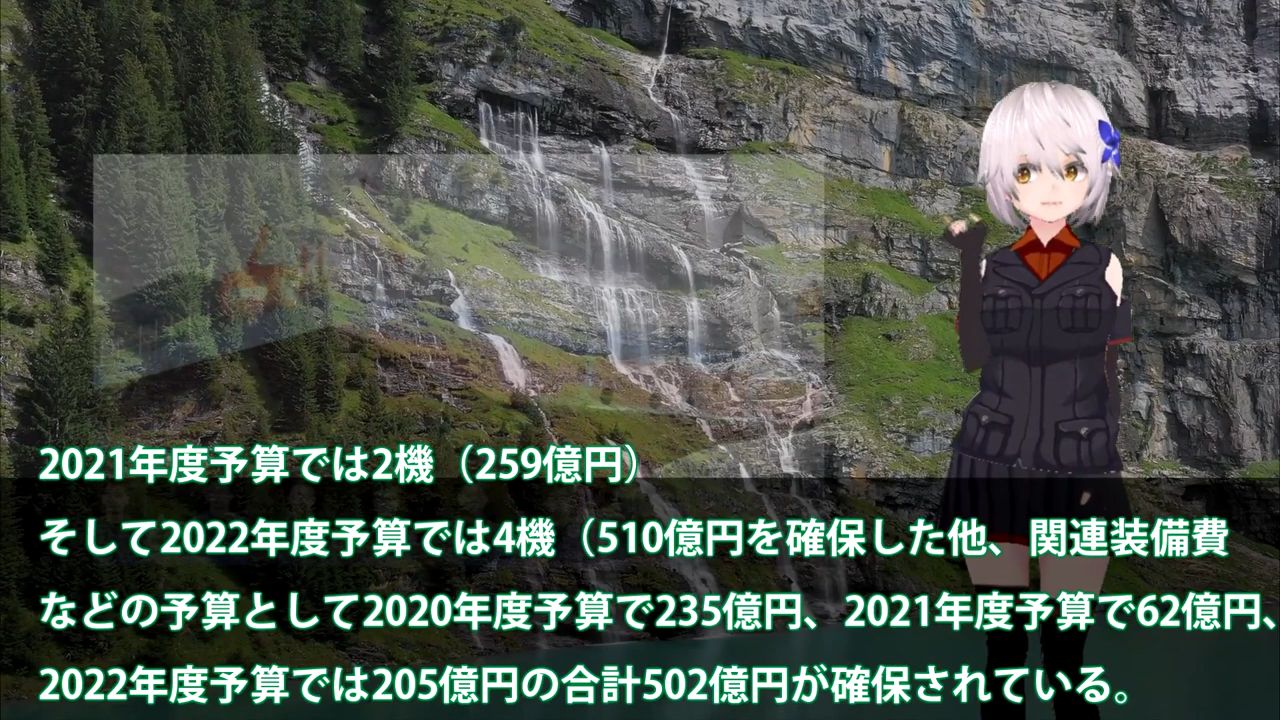 2021年度予算では2機（259億円）
そして2022年度予算では4機（510億円を確保した他、関連装備費
などの予算として2020年度予算で235億円、2021年度予算で62億円、
2022年度予算では205億円の合計502億円が確保されている。